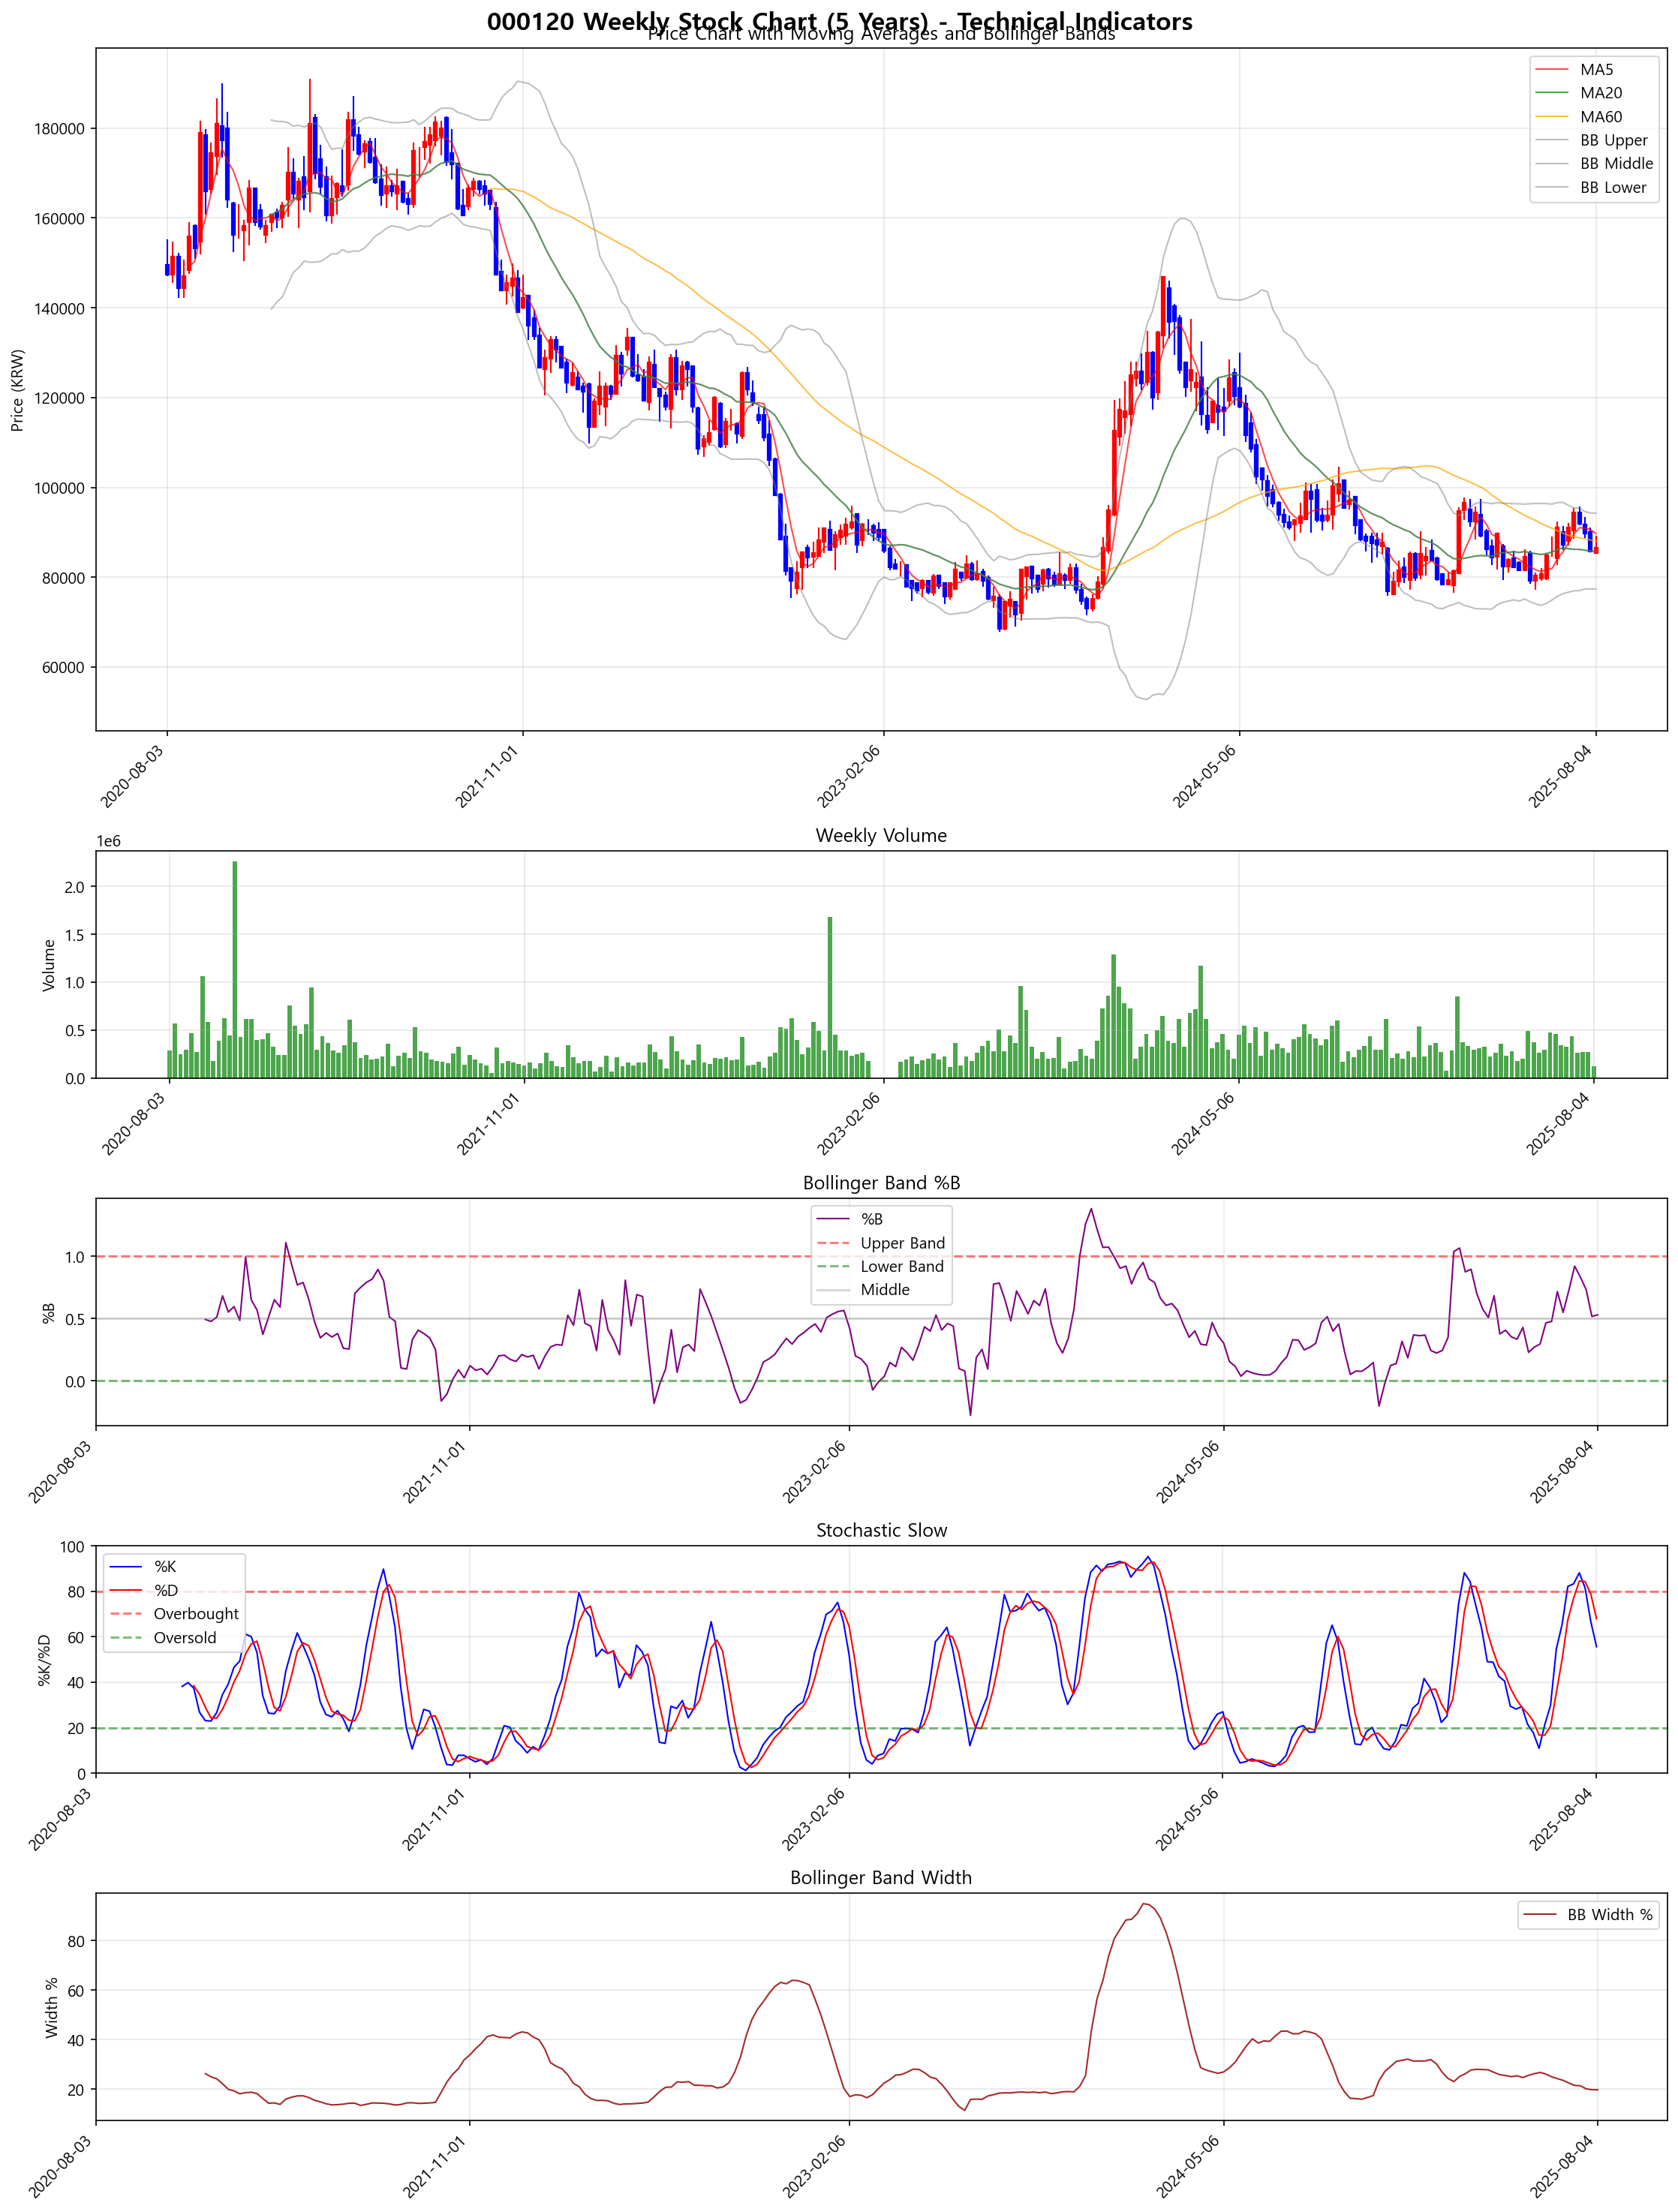 000120 Weekly Stock Chart (5 Years) - Technical Indicators
Price Chart with Moving Averages and Bollinger Bands
Price (KRW)
180000
160000
140000
120000
100000
80000
60000
MA5
MA20
MA60
BB Upper
BB Middle
BB Lower
2020-08-03
2021-11-01
2023-02-06
2024-05-06
2025-08-04
Weekly Volume
1e6
Volume
2.0
1.5
1.0
0.5
0.0
2020-08-03
2021-11-01
2023-02-06
2024-05-06
2025-08-04
Bollinger Band %B
%B
1.0
0.5
0.0
%B
Upper Band
Lower Band
Middle
2020-08-03
2021-11-01
2023-02-06
2024-05-06
2025-08-04
Stochastic Slow
%K/%D
100
80
60
40
20
0
%K
%D
Overbought
Oversold
2020-08-03
2021-11-01
2023-02-06
2024-05-06
2025-08-04
Bollinger Band Width
Width %
80
60
40
20
BB Width %
2020-08-03
2021-11-01
2023-02-06
2024-05-06
2025-08-04